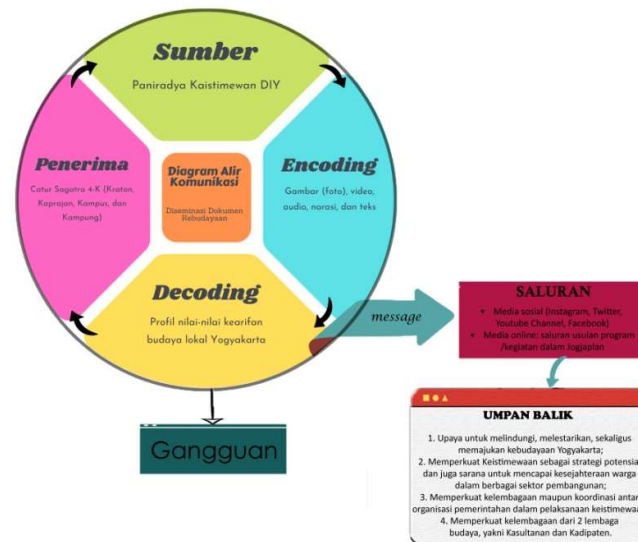 Sumber
Paniradya Kaistimewan DIY
Penerima
Catur Sagatra 4-K (Kraton,
Kaprajan, Kampus, dan
Kampung)
Diagram Alir
Komunikasi
Diseminasi Dokumen
Kebudayaan
Encoding
Gambar (foto), video,
audio, narasi, dan teks
Decoding
Profil nilai-nilai kearifan
budaya lokal Yogyakarta
message
SALURAN
• Media sosial (Instagram, Twitter,
Youtube Channel, Facebook)
• Media online: saluran usulan program
/kegiatan dalam Jogjaplan
Gangguan
UMPAN BALIK
1. Upaya untuk melindungi, melestarikan, sekaligus
memajukan kebudayaan Yogyakarta;
2. Memperkuat Keistimewaan sebagai strategi potensia
dan juga sarana untuk mencapai kesejahteraan warga
dalam berbagai sektor pembangunan;
3. Memperkuat kelembagaan maupun koordinasi antar
organisasi pemerintahan dalam pelaksanaan keistimewaa
4. Memperkuat kelembagaan dari 2 lembaga
budaya, yakni Kasultanan dan Kadipaten.